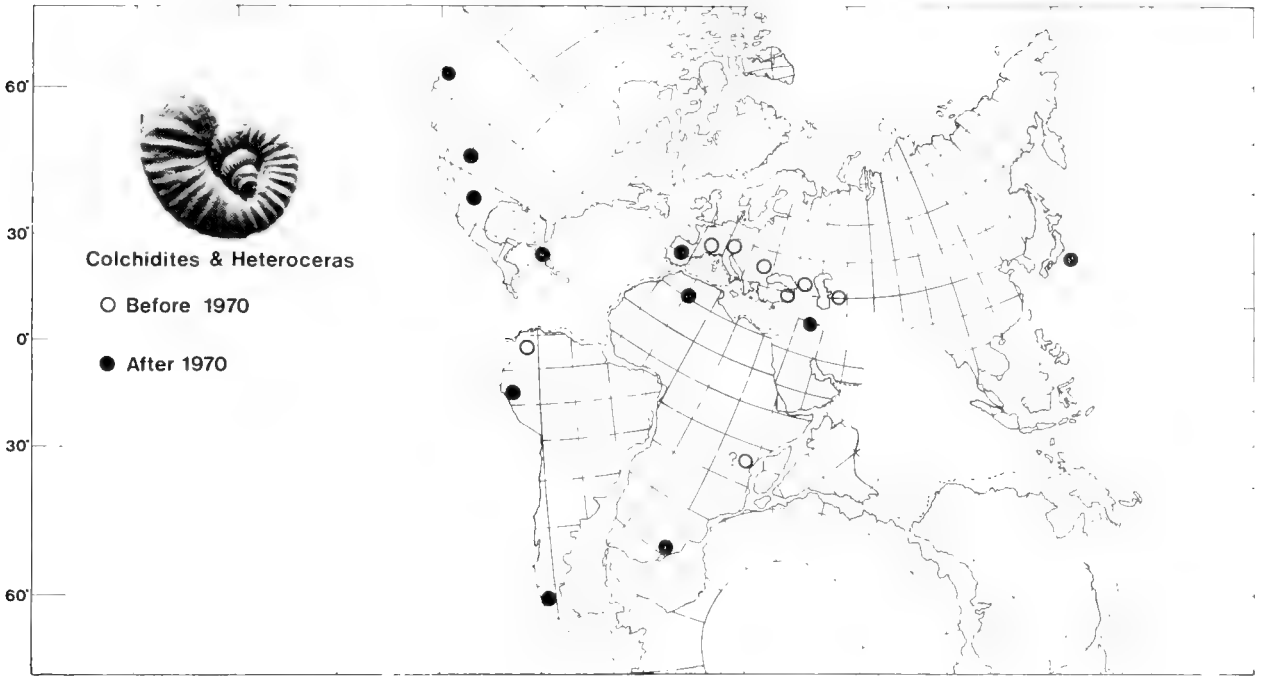 60°
30°
Colchidites & Heteroceras
Before 1970
0°
After 1970
30°
?
60°